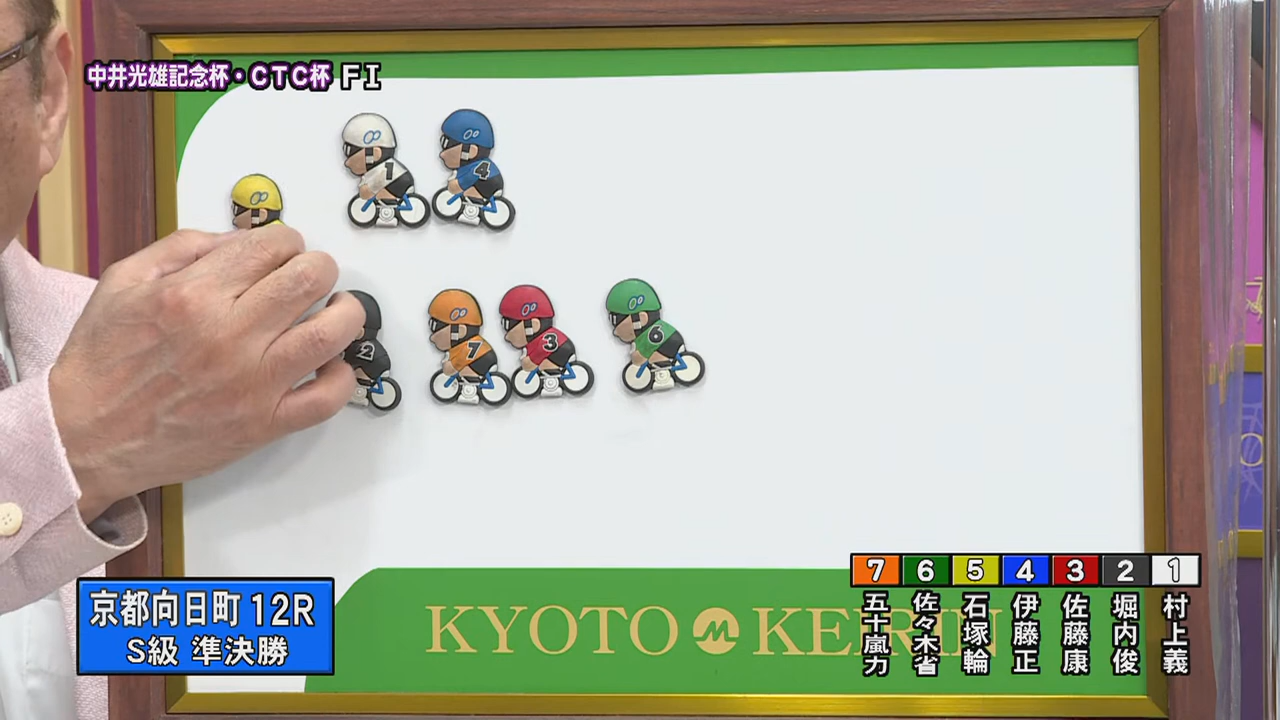 中井光雄記念杯・CTC杯 FⅠ
1
4
2
7
3
6
京都向日町12R
S級 準決勝
KYOTO KEIRIN
7 6 5 4 3 2 1
五十嵐力
佐々木省
石塚輪
伊藤正
佐藤康
堀内俊
村上義